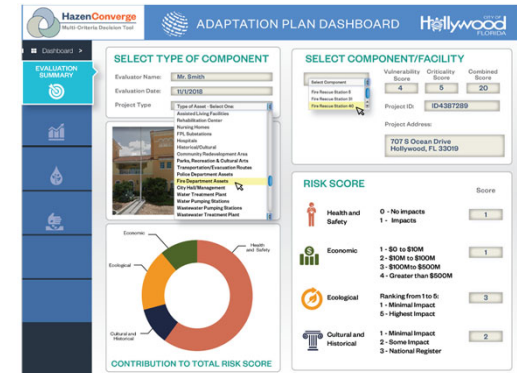 HazenConverge
Multi-Criteria Decision Tool
ADAPTATION PLAN DASHBOARD
CITY OF
Hollywood
FLORIDA
Dashboard >
EVALUATION
SUMMARY
SELECT TYPE OF COMPONENT
Evaluator Name: Mr. Smith
Evaluation Date: 11/1/2018
Project Type
Type of Asset - Select One:
Assisted Living Facilities
Rehabilitation Center
Nursing Homes
FPL Substations
Hospitals
Historical/Cultural
Community Redevelopment Area
Parks, Recreation & Cultural Arts
Transportation/Evacuation Routes
Police Department Assets
Fire Department Assets
City Hall/Management
Water Treatment Plant
Water Pumping Stations
Wastewater Pumping Stations
Wastewater Treatment Plant
Economic
Health
and Safety
Ecological
Cultural and
Historical
CONTRIBUTION TO TOTAL RISK SCORE
SELECT COMPONENT/FACILITY
Select Component
Fire Rescue Station 5
Fire Rescue Station 31
Fire Rescue Station 40
Vulnerability
Score
Criticality
Score
Combined
Score
4
5
20
Project ID: ID4387289
Project Address:
707 S Ocean Drive
Hollywood, FL 33019
RISK SCORE
Score
Health and
Safety
0 - No impacts
1 - Impacts
1
Economic
1 - $0 to $10M
2 - $10M to $100M
3 - $100Mto $500M
4 - Greater than $500M
1
Ecological
Ranking from 1 to 5:
1 - Minimal Impact
5 - Highest Impact
3
Cultural and
Historical
1 - Minimal Impact
2 - Some Impact
3 - National Register
2